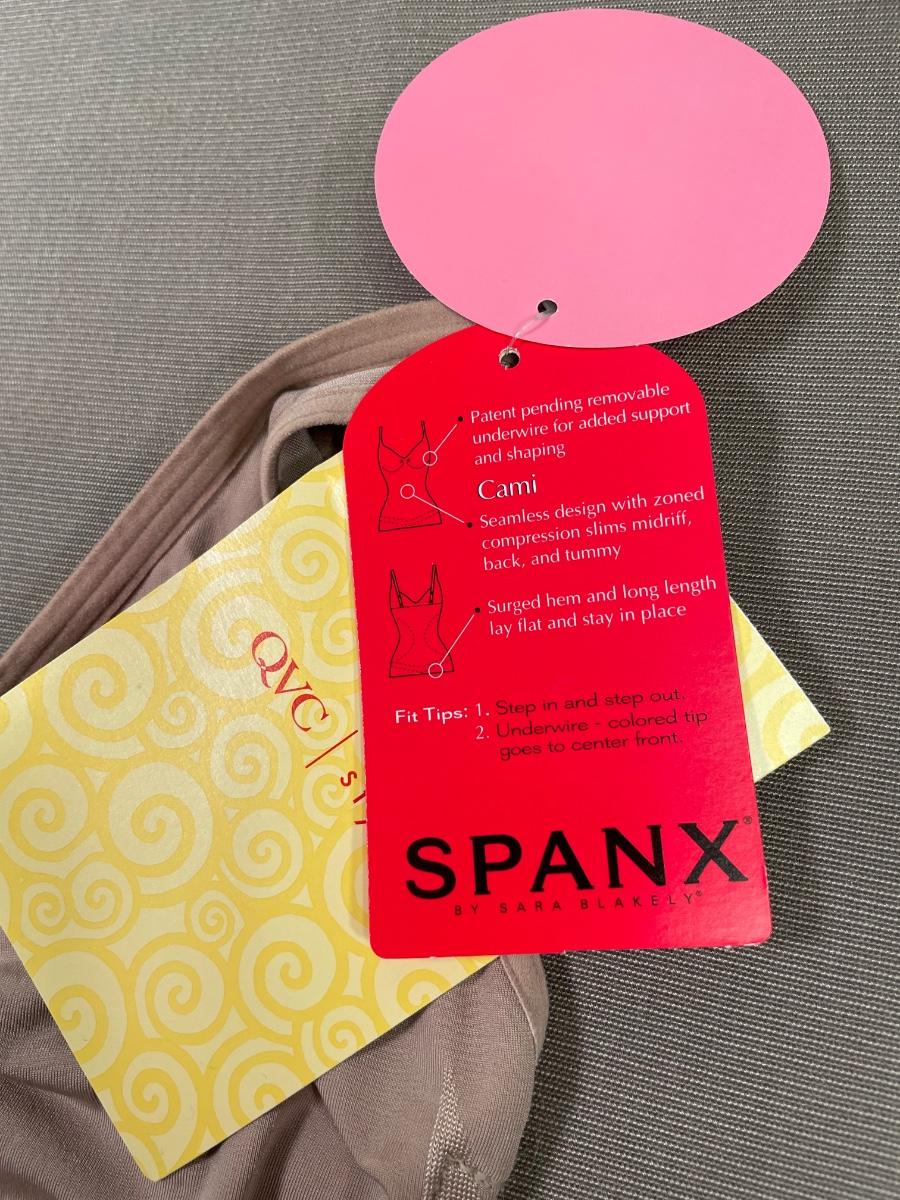 Patent pending removable
underwire for added support
and shaping
Cami
Seamless design with zoned
compression slims midriff,
back, and tummy
Surged hem and long length
lay flat and stay in place
Fit Tips: 1. Step in and step out.
2. Underwire - colored tip
goes to center front.
SPANX®
BY SARA BLAKELY®
QVC |